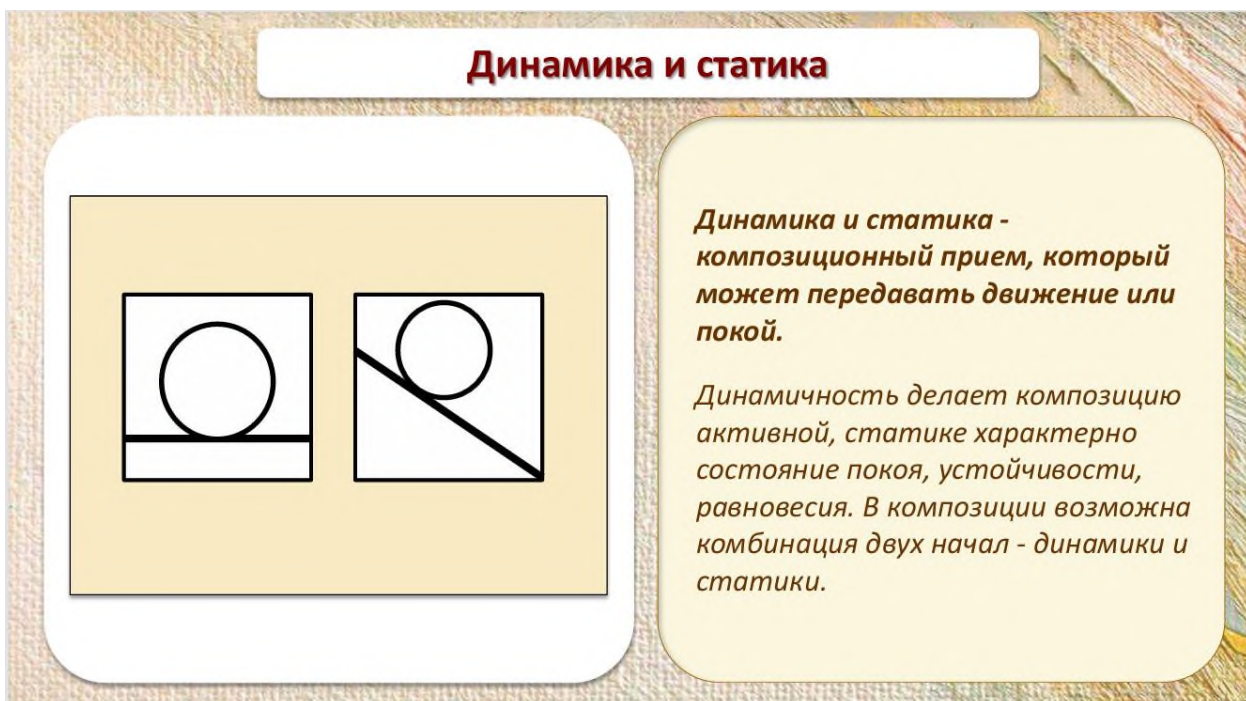 Динамика и статика
Динамика и статика -
композиционный прием, который
может передавать движение или
покой.
Динамичность делает композицию
активной, статике характерно
состояние покоя, устойчивости,
равновесия. В композиции возможна
комбинация двух начал - динамики и
статики.